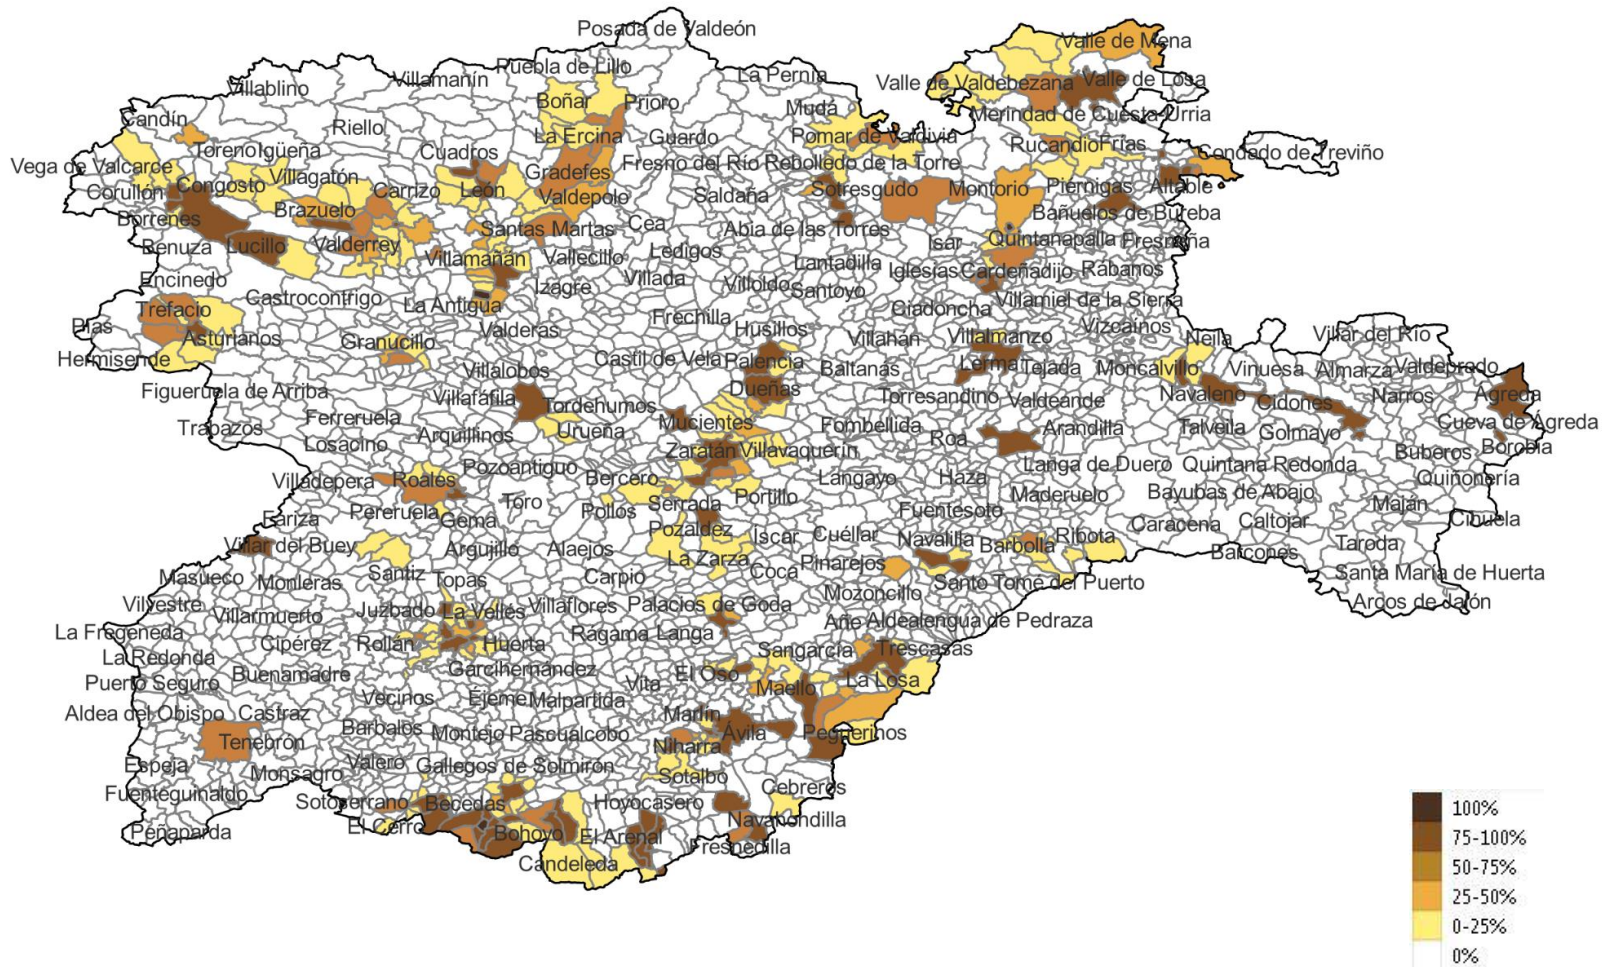 Posada de Valdeón
Valle de Mena
Puebla de Lillo
La Pernía
Villamanín
Villablino
Valle de Valdebezana
Valle de Losa
Boñar
Prioro
Mudá
Merindad de Cuesta-Urria
Candín
Riello
La Ercina
Guardo
Pomar de Valdivia
Rucandio
Frías
Toreno
Igüeña
Cuadros
Condado de Treviño
Vega de Valcarce
Fresno del Río
Rebolledo de la Torre
Gradefes
Villagatón
Corullón
Congosto
Carrizo
León
Valdepolo
Saldaña
Sotresgudo
Monforio
Piernigas
Altable
Brazuelo
Borrenes
Santas Martas
Cea
Abia de las Torres
Bañuelos de Bureba
Benuza
Lucillo
Valderrey
Isar
Quintanapalla
Villamañán
Vallecillo
Ledigos
Lantadilla
Iglesias
Cardeñadijo
Rábanos
Encinedo
Villada
Izagre
Villoldo
Santoyo
Castrocontrigo
La Antigua
Villamiel de la Sierra
Trefacio
Ciadoncha
Frechilla
Vizcaínos
Asturianos
Valderas
Husillos
Villahán
Villalmanzo
Neila
Villar del Río
Granucillo
Hermisende
Castil de Vela
Palencia
Baltanás
Lerma
Tejada
Moncalvillo
Vinuesa
Almarza
Valdeprado
Villalobos
Figueruela de Arriba
Dueñas
Villafáfila
Tordehumos
Torresandino
Valdeande
Navaleno
Cidones
Narros
Ágreda
Ferreruela
Trabazos
Mucientes
Fombellida
Arandilla
Talveila
Golmayo
Cueva de Ágreda
Losacino
Arquillinos
Urueña
Roa
Zaratán
Villavaquerín
Buberos
Borobia
Pozoantiguo
Langa de Duero
Quintana Redonda
Villadepera
Roales
Bercero
Langayo
Haza
Quiñonería
Toro
Serrada
Portillo
Maderuelo
Bayubas de Abajo
Pereruela
Gema
Pollos
Fuentesoto
Maján
Fariza
Caracena
Caltojar
Cihuela
Pozaldez
Íscar
Cuéllar
Navalilla
Barbolla
Ribota
Villar del Buey
Argujillo
Alaejos
La Zarza
Taroda
Barcones
Masueco
Monleras
Santiz
Topas
Carpio
Coca
Pinarejos
Santo Tomé del Puerto
Santa María de Huerta
Mozoncillo
Arcos de Jalón
Vilvestre
Villarmuerto
Juzbado
La Vellés
Villaflores
Palacios de Goda
Añe
Aldealengua de Pedraza
La Fregeneda
Cipérez
Rollán
Huerta
Rágama
Langa
La Redonda
Sangarcía
Trescasas
Puerto Seguro
Buenamadre
Garcihernández
Vita
El Oso
Maello
La Losa
Vecinos
Éjeme
Malpartida
Aldea del Obispo
Castraz
Marlín
Barbalos
Montejo
Pascualcobo
Ávila
Peguerinos
Tenebrón
Niharra
Espeja
Monsagro
Valero
Gallegos de Solmirón
Sotalbo
Cebreros
Fuenteguinaldo
Sotoserrano
Becedas
Hoyocasero
Navahondilla
Peñaparda
El Cerro
Bohoyo
El Arenal
Fresnedilla
Candeleda
100%
75-100%
50-75%
25-50%
0-25%
0%